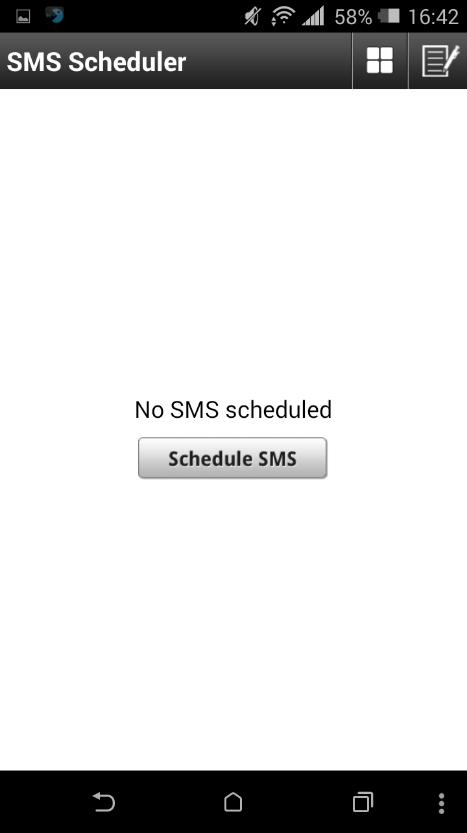 58% 16:42
SMS Scheduler
No SMS scheduled
Schedule SMS